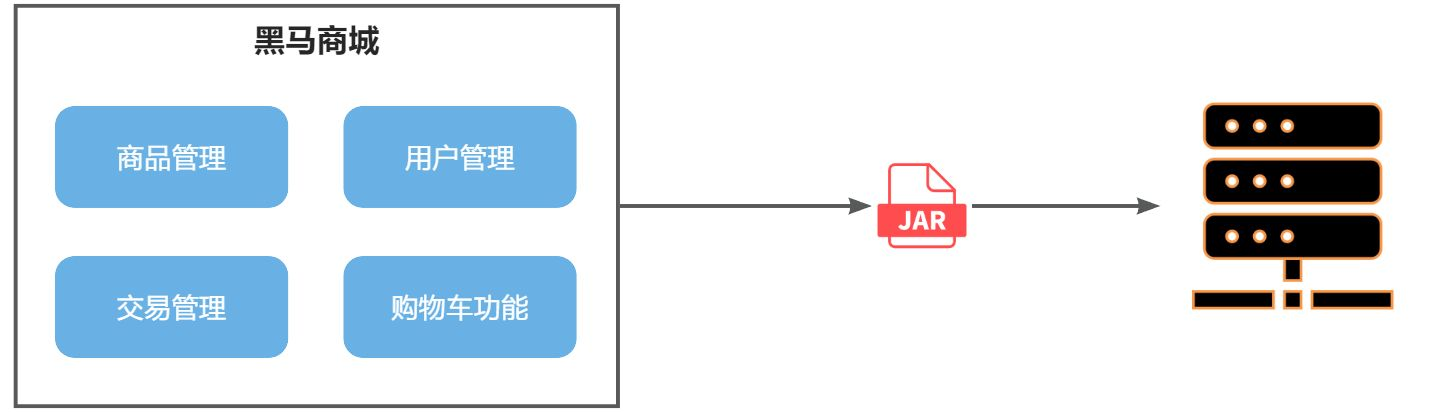 黑马商城
商品管理
用户管理
交易管理
购物车功能
JAR